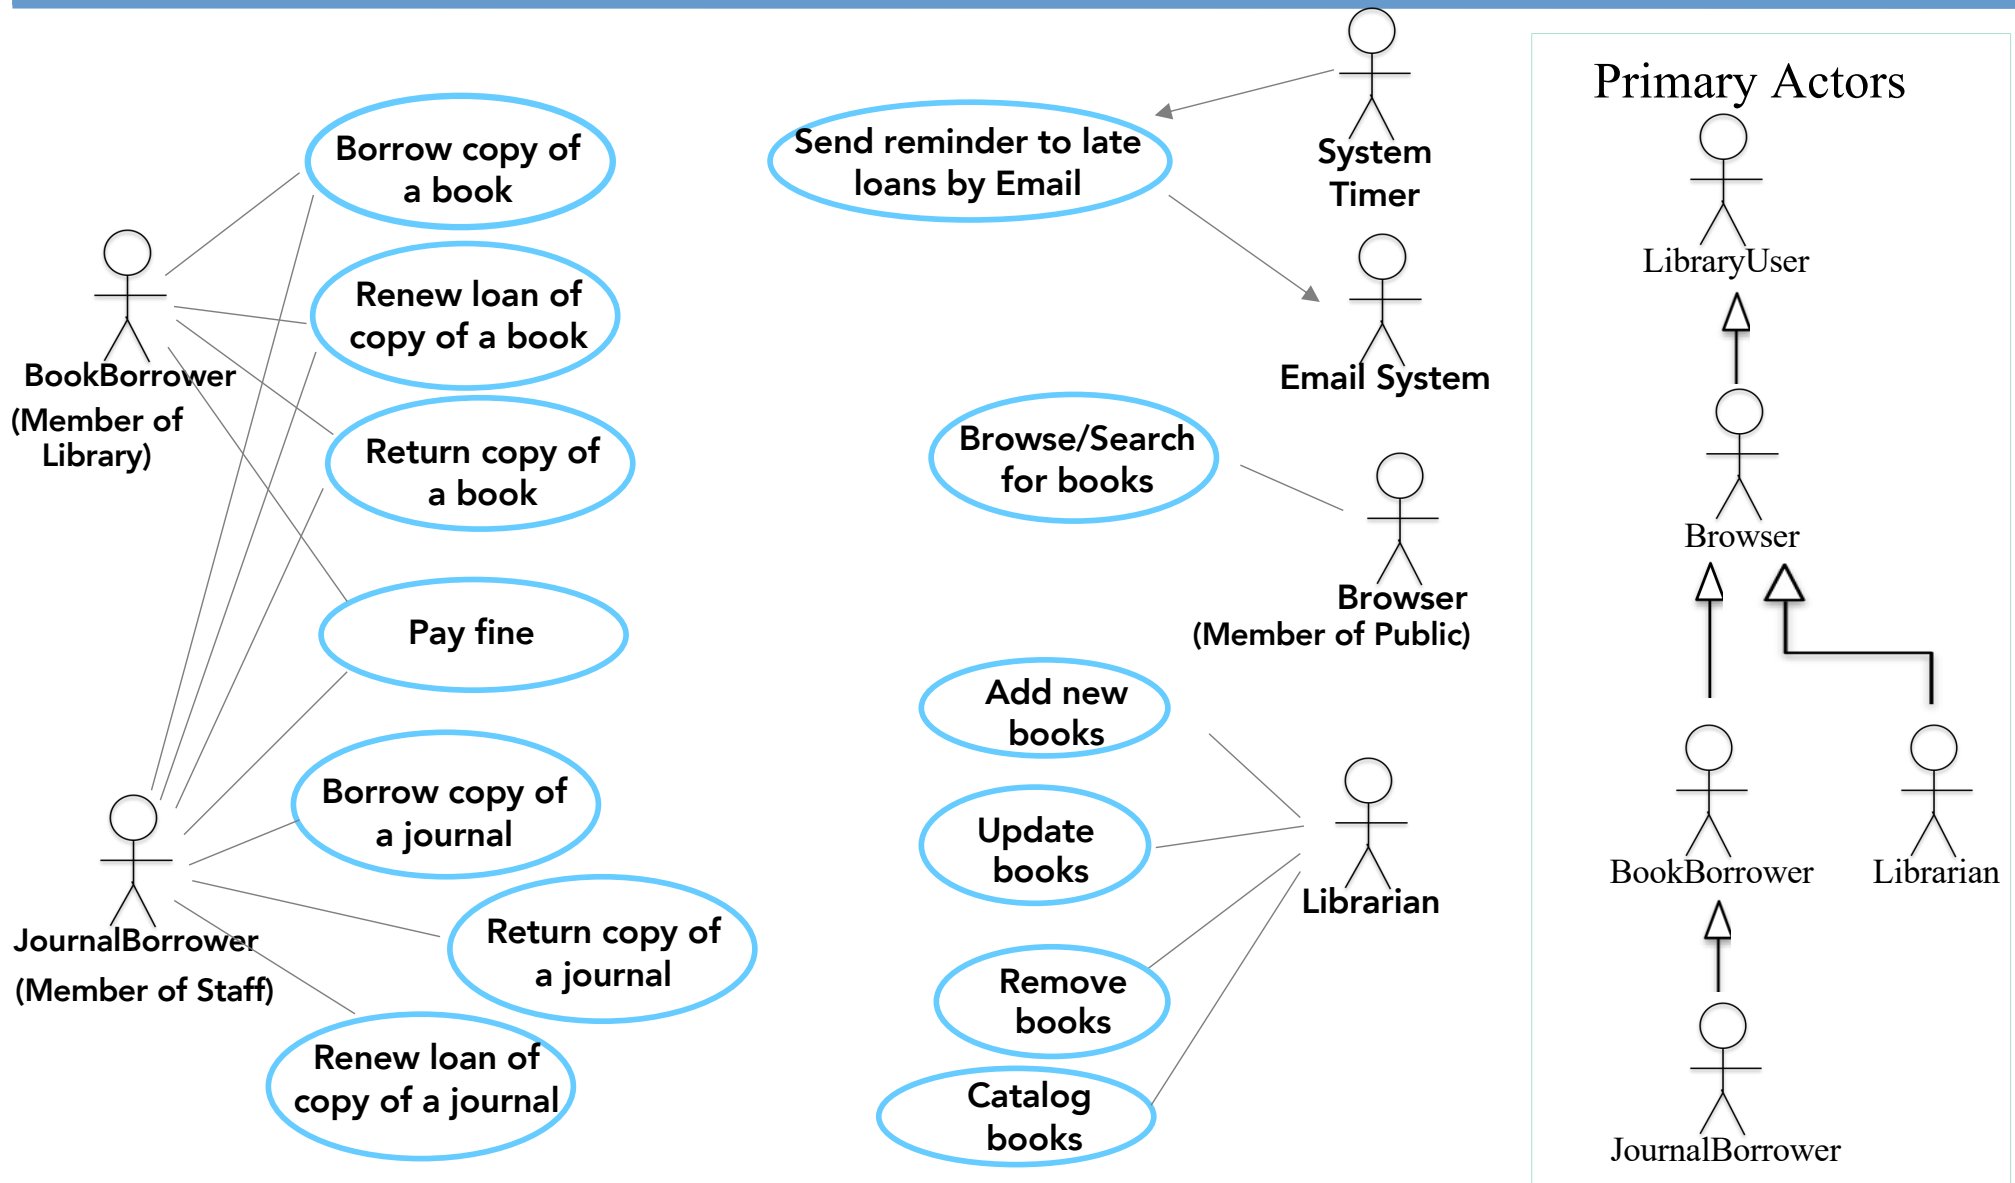 Borrow copy of
a book
Renew loan of
copy of a book
BookBorrower
(Member of
Library)
Return copy of
a book
Pay fine
Borrow copy of
a journal
JournalBorrower
(Member of Staff)
Return copy of
a journal
Renew loan of
copy of a journal
Send reminder to late
loans by Email
System
Timer
Email System
Browse/Search
for books
Browser
(Member of Public)
Add new
books
Update
books
Librarian
Remove
books
Catalog
books
Primary Actors
LibraryUser
Browser
BookBorrower
Librarian
JournalBorrower